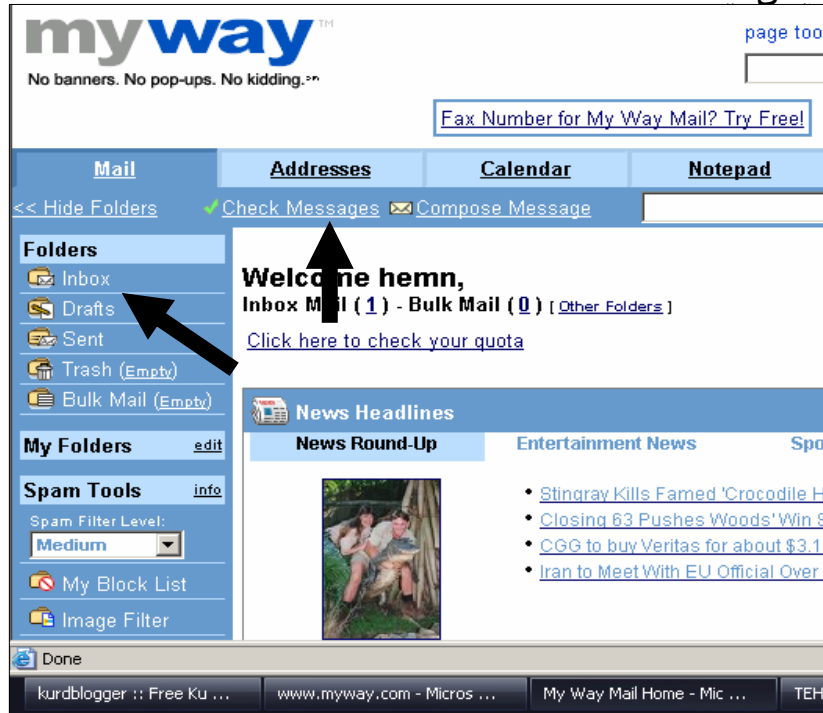 myway™
page too
No banners. No pop-ups. No kidding.
Fax Number for My Way Mail? Try Free!
Mail Addresses Calendar Notepad
<< Hide Folders Check Messages Compose Message
Folders
Inbox
Drafts
Sent
Trash (Empty)
Bulk Mail (Empty)
My Folders edit
Spam Tools info
Spam Filter Level:
Medium
My Block List
Image Filter
Welcome hemn,
Inbox Mail ( 1 ) - Bulk Mail ( 0 ) [ Other Folders ]
Click here to check your quota
News Headlines
News Round-Up Entertainment News Spo
Stingray Kills Famed 'Crocodile H
Closing 63 Pushes Woods' Win
CGG to buy Veritas for about $3.1
Iran to Meet With EU Official Over
Done
kurdblogger :: Free Ku ... www.myway.com - Micros ... My Way Mail Home - Mic ... TEH